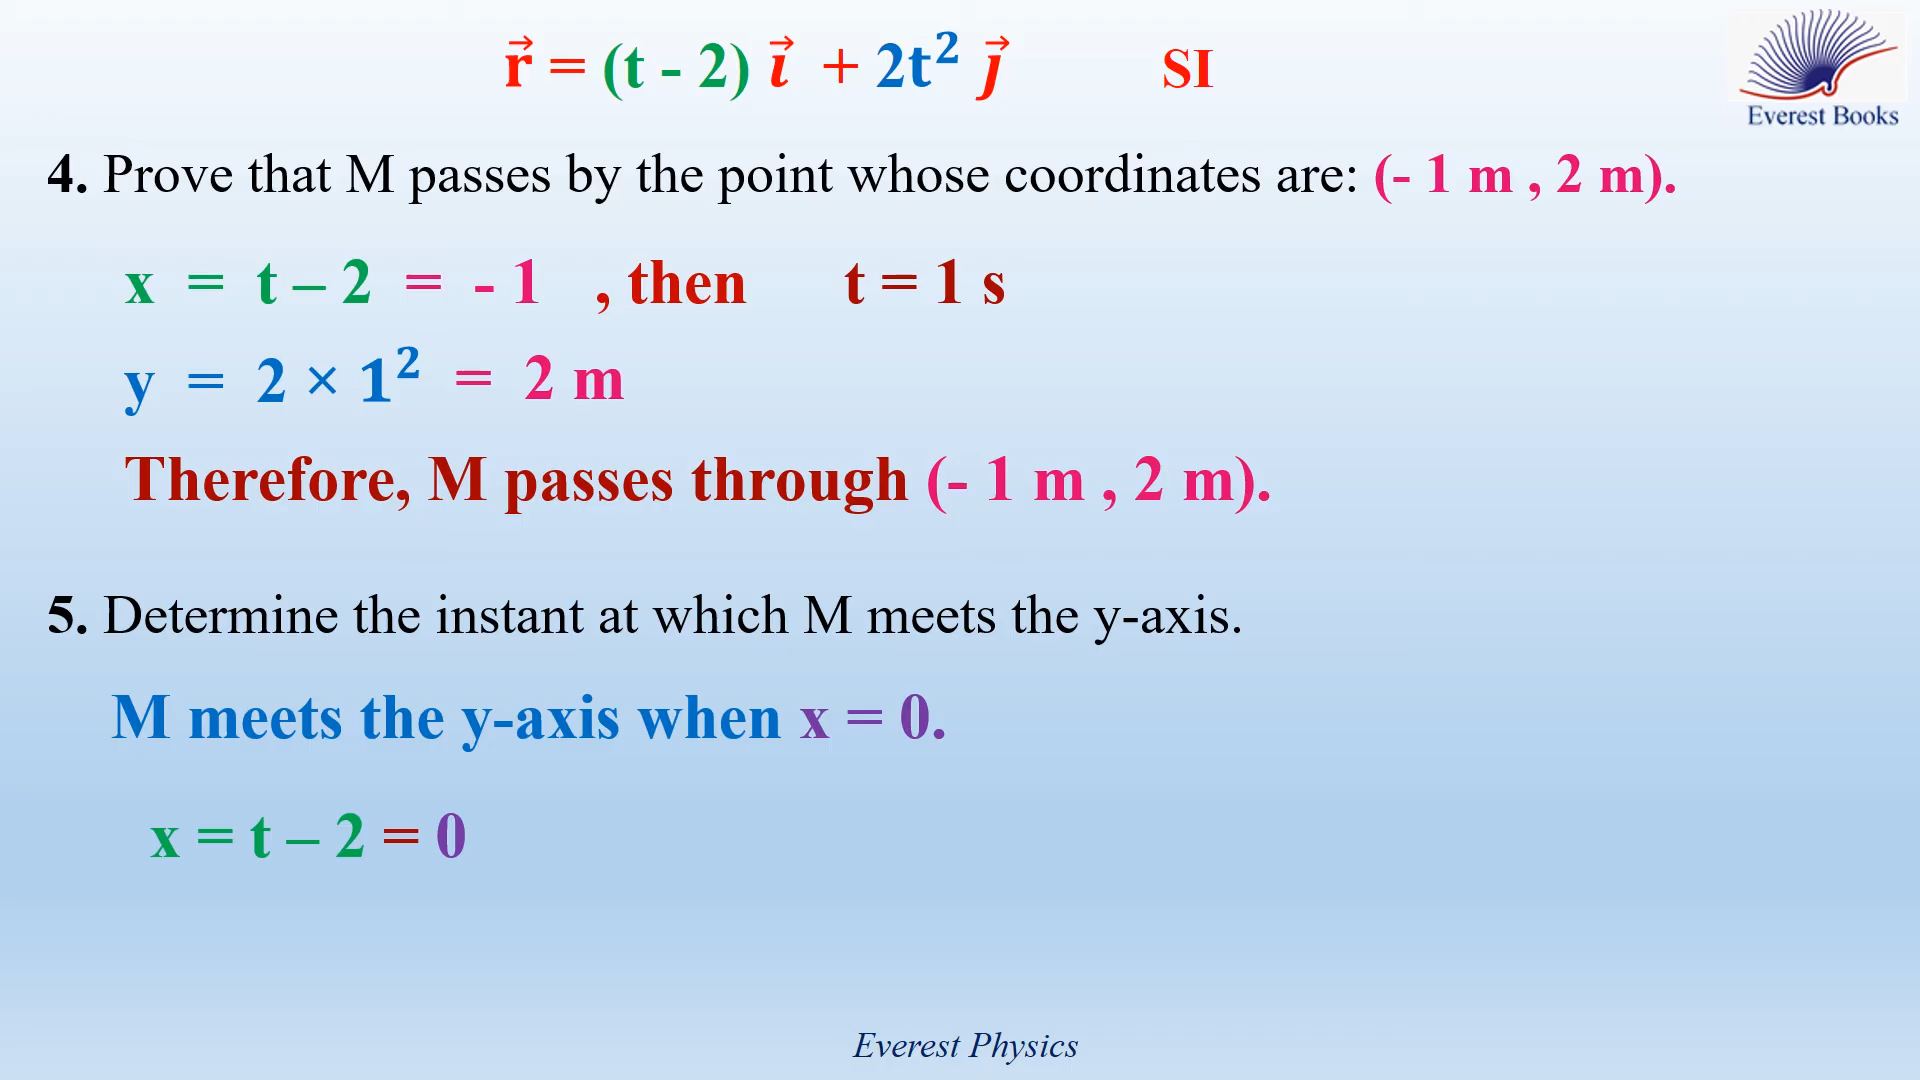 r⃗ = (t - 2) i⃗ + 2t² j⃗ SI
Everest Books
4. Prove that M passes by the point whose coordinates are: (- 1 m , 2 m).
x = t – 2 = - 1 , then t = 1 s
y = 2 × 1² = 2 m
Therefore, M passes through (- 1 m , 2 m).
5. Determine the instant at which M meets the y-axis.
M meets the y-axis when x = 0.
x = t – 2 = 0
Everest Physics